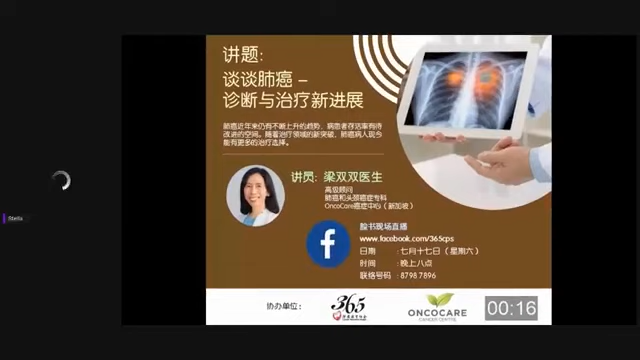 讲题:
谈谈肺癌 –
诊断与治疗新进展
肺癌近年来仍有不断上升的趋势，病患者存活率有待
改进的空间。随着治疗领域的新突破，肺癌病人现今
能有更多的治疗选择。
讲员: 梁双双医生
高级顾问
肺癌和头颈癌症专科
OncoCare癌症中心（新加坡）
脸书现场直播
www.facebook.com/365cps
日期 : 七月十七日（星期六）
时间 : 晚上八点
联络号码 : 8798 7896
Stella
协办单位:
365
ONCOCARE
CANCER CENTRE
00:16